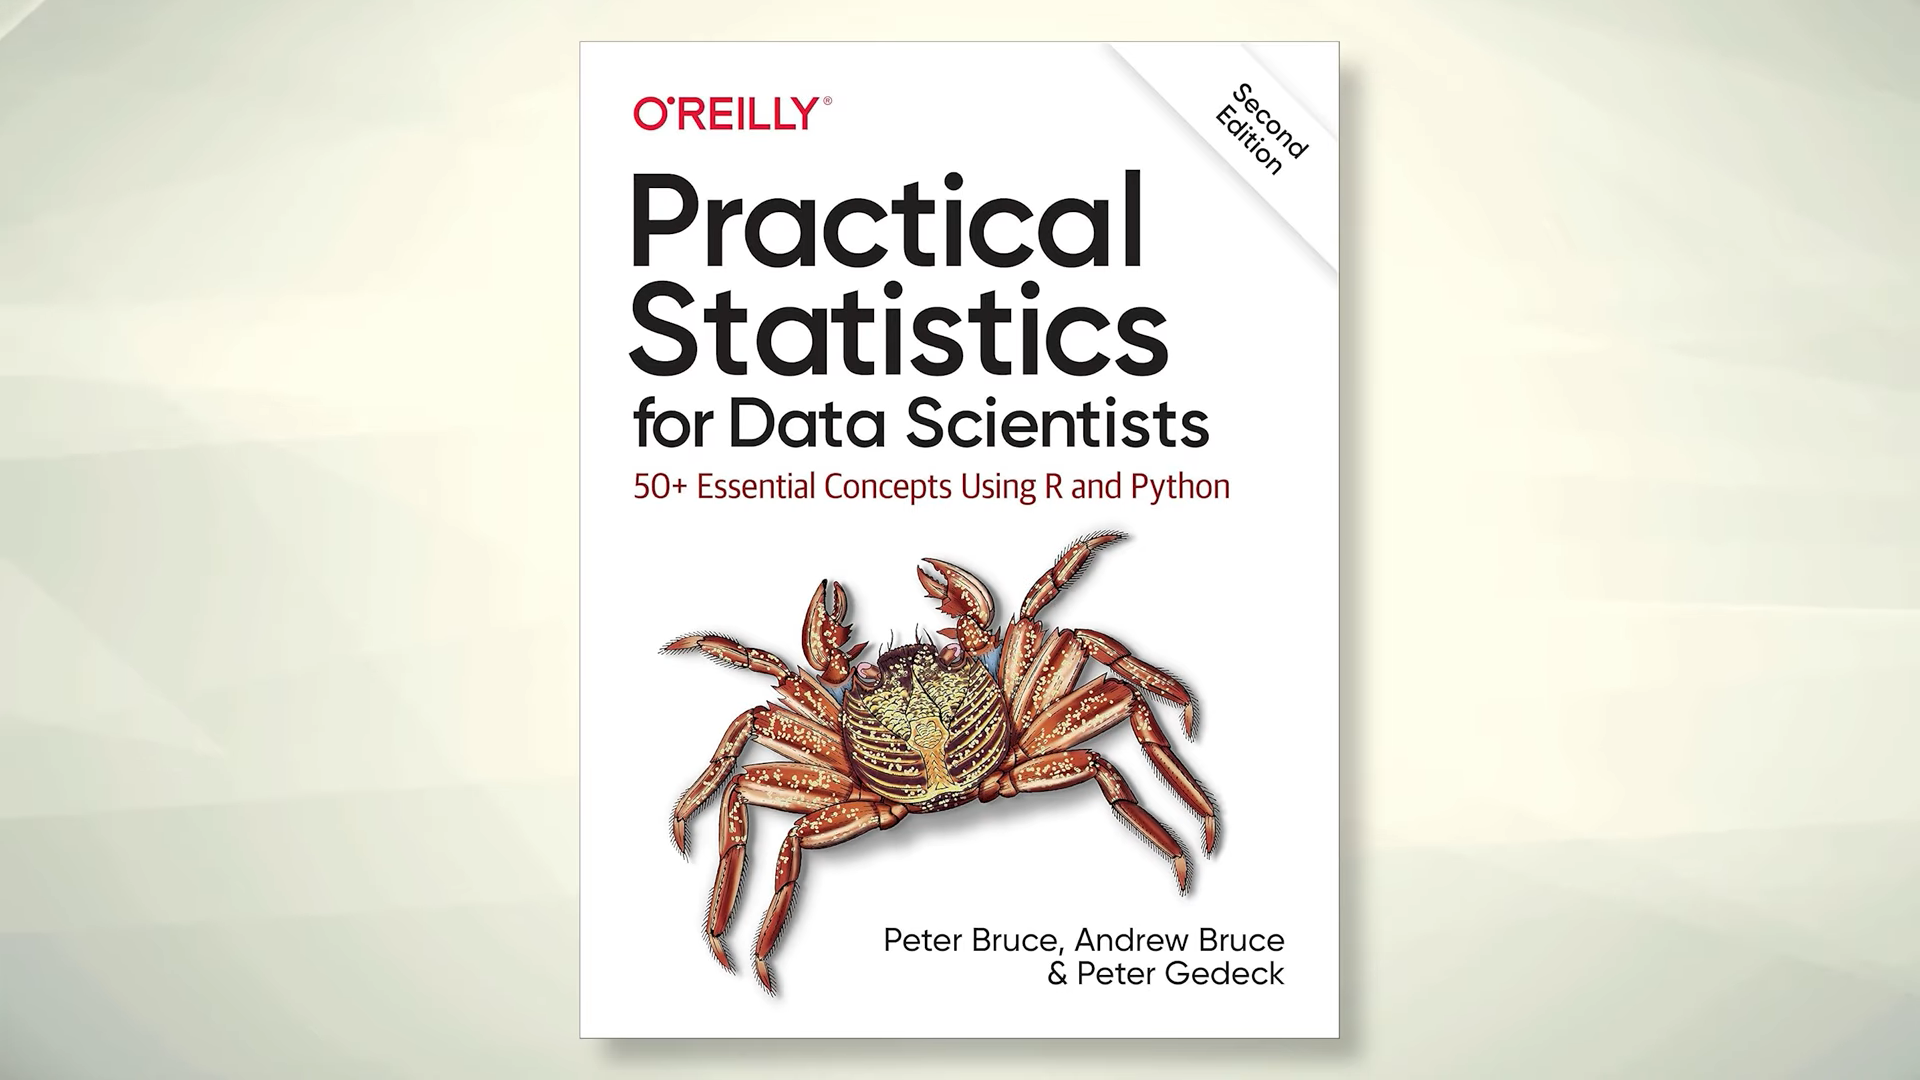 O'REILLY®
Second
Edition
Practical
Statistics
for Data Scientists
50+ Essential Concepts Using R and Python
Peter Bruce, Andrew Bruce
& Peter Gedeck